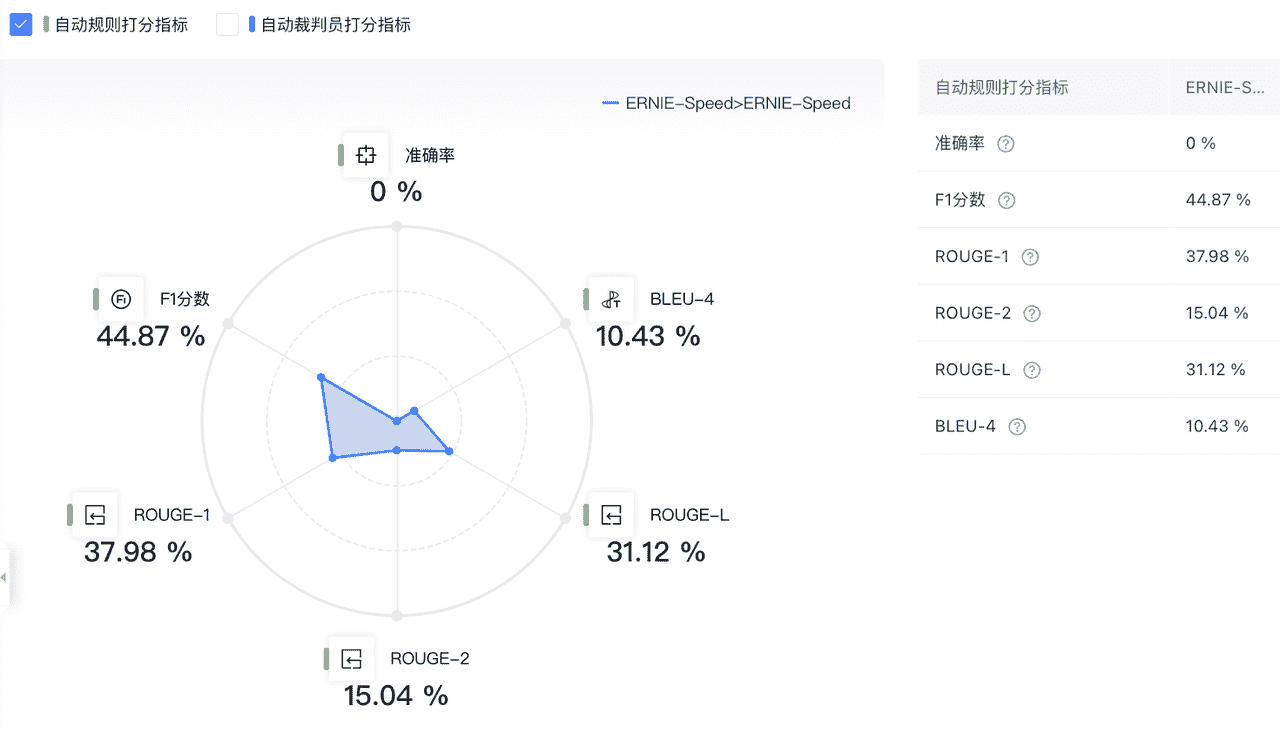 自动规则打分指标 自动裁判员打分指标
ERNIE-Speed>ERNIE-Speed
准确率
0 %
F1分数
44.87 %
BLEU-4
10.43 %
ROUGE-1
37.98 %
ROUGE-L
31.12 %
ROUGE-2
15.04 %
自动规则打分指标 ERNIE-S...
准确率 0 %
F1分数 44.87 %
ROUGE-1 37.98 %
ROUGE-2 15.04 %
ROUGE-L 31.12 %
BLEU-4 10.43 %